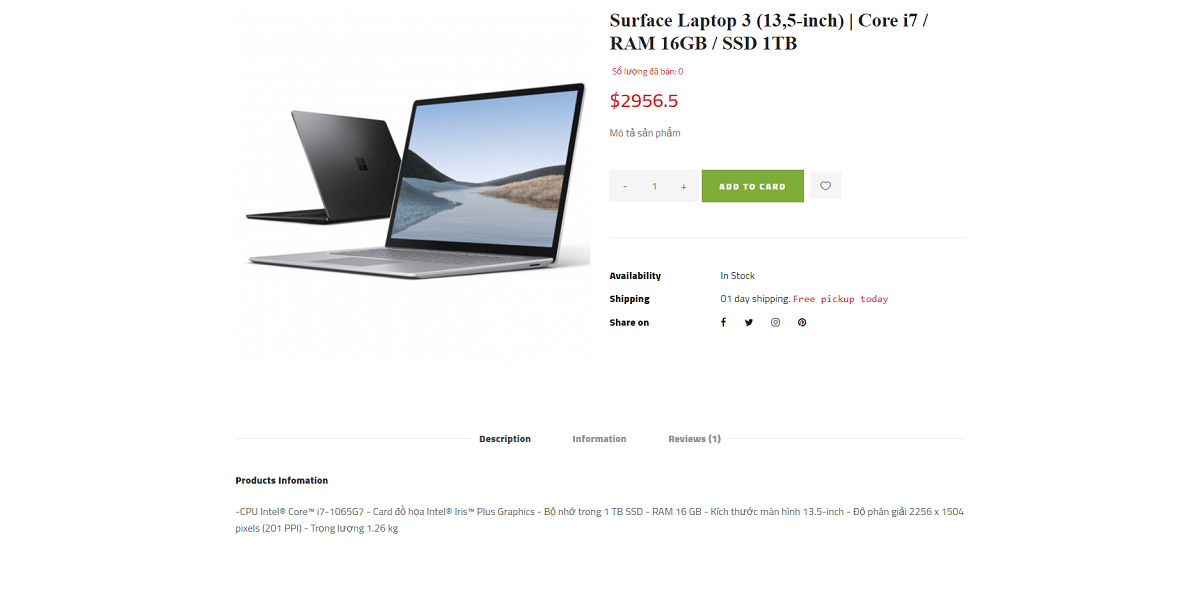 Surface Laptop 3 (13,5-inch) | Core i7 /
RAM 16GB / SSD 1TB
Số lượng đã bán: 0
$2956.5
Mô tả sản phẩm
- 1 +
ADD TO CARD
Availability In Stock
Shipping 01 day shipping. Free pickup today
Share on
Description Information Reviews (1)
Products Infomation
-CPU Intel® Core™ i7-1065G7 - Card đồ họa Intel® Iris™ Plus Graphics - Bộ nhớ trong 1 TB SSD - RAM 16 GB - Kích thước màn hình 13.5-inch - Độ phân giải 2256 x 1504
pixels (201 PPI) - Trọng lượng 1.26 kg